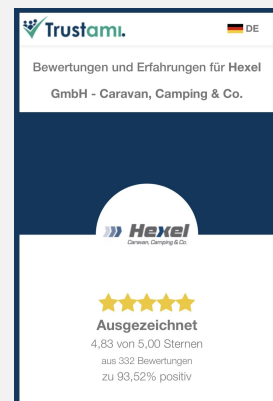 Trustami.
DE
Bewertungen und Erfahrungen für Hexel
GmbH - Caravan, Camping & Co.
Hexel
Caravan, Camping & Co.
Ausgezeichnet
4,83 von 5,00 Sternen
aus 332 Bewertungen
zu 93,52% positiv